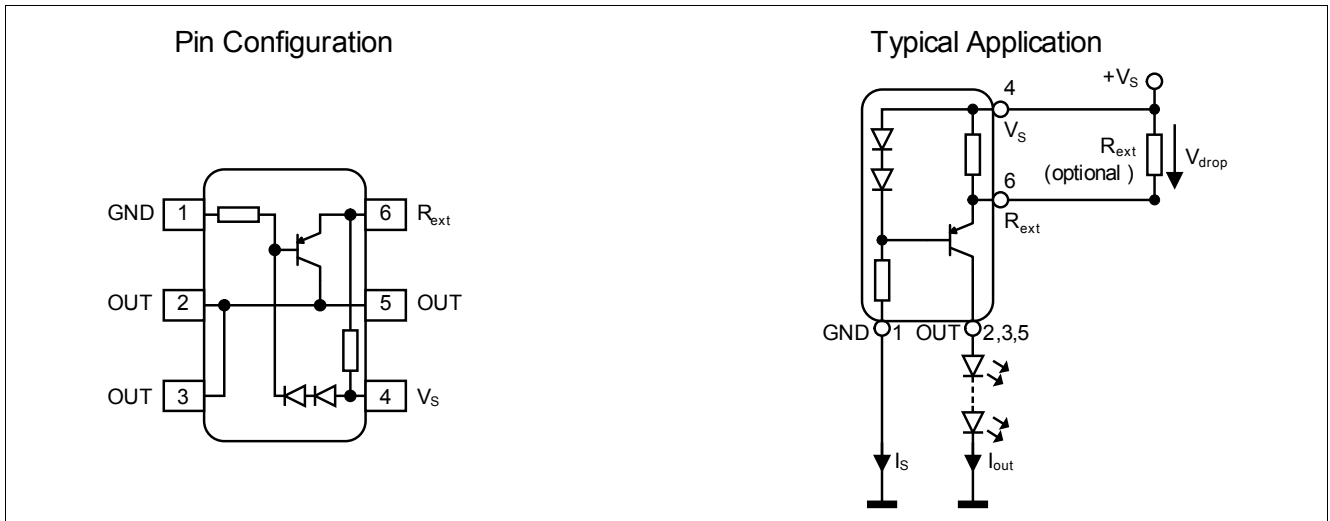 Pin Configuration
GND 1
6 Rext
OUT 2
5 OUT
OUT 3
4 VS
Typical Application
+VS
4
VS
Rext
(optional )
Vdrop
6
Rext
GND 1 OUT 2,3,5
IS
Iout